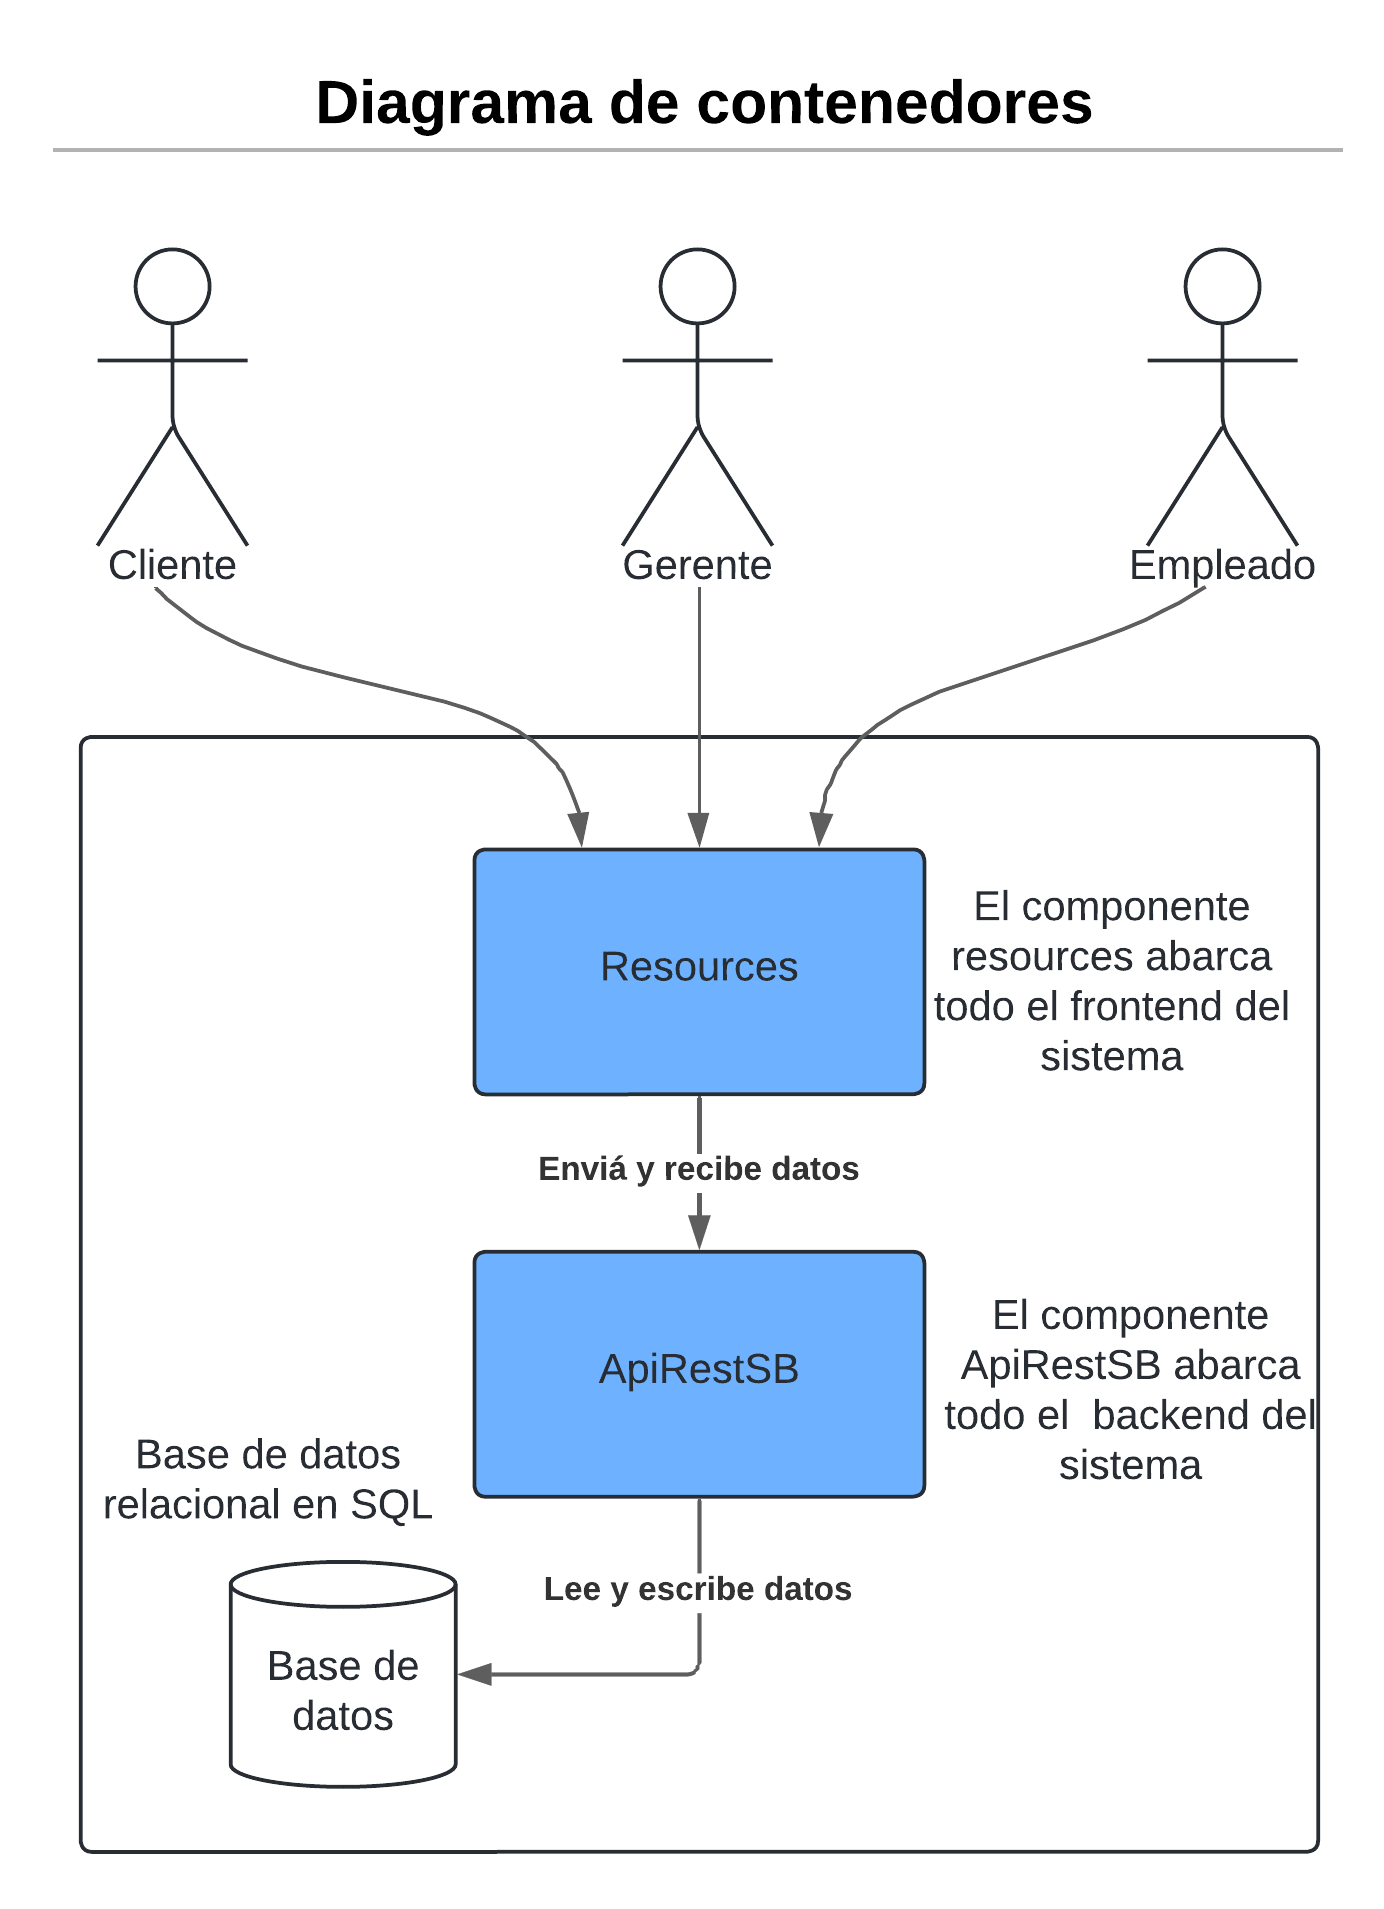 Diagrama de contenedores
Cliente
Gerente
Empleado
Resources
El componente
resources abarca
todo el frontend del
sistema
Enviá y recibe datos
ApiRestSB
El componente
ApiRestSB abarca
todo el  backend del
sistema
Base de datos
relacional en SQL
Lee y escribe datos
Base de
datos